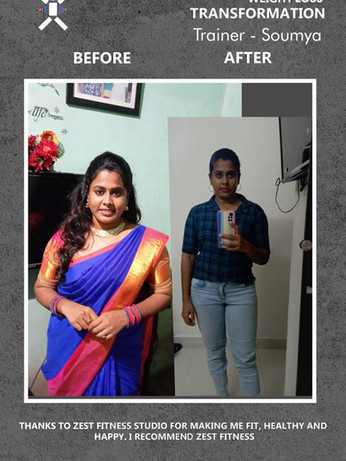 WEIGHT LOSS
TRANSFORMATION
Trainer - Soumya
BEFORE
AFTER
THANKS TO ZEST FITNESS STUDIO FOR MAKING ME FIT, HEALTHY AND
HAPPY. I RECOMMEND ZEST FITNESS